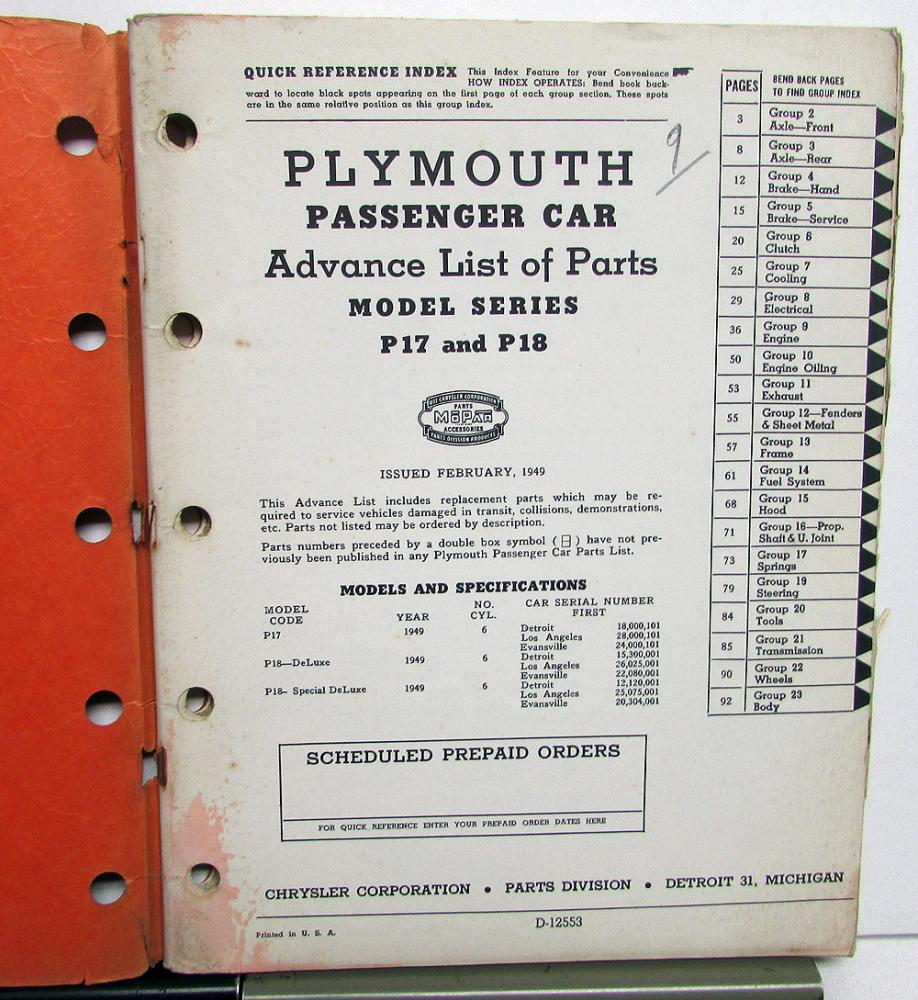 QUICK REFERENCE INDEX This Index Feature for your Convenience
HOW INDEX OPERATES: Bend book back-
ward to locate black spots appearing on the first page of each group section. These spots
are in the same relative position as this group index.
9
PLYMOUTH
PASSENGER CAR
Advance List of Parts
MODEL SERIES
P17 and P18
USE CHRYSLER CORPORATION
PARTS
MOPAR
ACCESSORIES
PARTS DIVISION PRODUCTS
ISSUED FEBRUARY, 1949
This Advance List includes replacement parts which may be re-
quired to service vehicles damaged in transit, collisions, demonstrations,
etc. Parts not listed may be ordered by description.
Parts numbers preceded by a double box symbol ( ) have not pre-
viously been published in any Plymouth Passenger Car Parts List.
MODELS AND SPECIFICATIONS
MODEL CODE YEAR NO. CYL. CAR SERIAL NUMBER FIRST
P17 1949 6 Detroit 18,000,101
Los Angeles 28,000,101
Evansville 24,000,101
P18—DeLuxe 1949 6 Detroit 15,300,001
Los Angeles 26,025,001
Evansville 22,080,001
P18- Special DeLuxe 1949 6 Detroit 12,120,001
Los Angeles 25,075,001
Evansville 20,304,001
SCHEDULED PREPAID ORDERS
FOR QUICK REFERENCE ENTER YOUR PREPAID ORDER DATES HERE
CHRYSLER CORPORATION • PARTS DIVISION • DETROIT 31, MICHIGAN
D-12553
Printed in U. S. A.
PAGES BEND BACK PAGES
TO FIND GROUP INDEX
3 Group 2
Axle—Front
8 Group 3
Axle—Rear
12 Group 4
Brake—Hand
15 Group 5
Brake—Service
20 Group 6
Clutch
25 Group 7
Cooling
29 Group 8
Electrical
36 Group 9
Engine
50 Group 10
Engine Oiling
53 Group 11
Exhaust
55 Group 12—Fenders
& Sheet Metal
57 Group 13
Frame
61 Group 14
Fuel System
68 Group 15
Hood
71 Group 16—Prop.
Shaft & U. Joint
73 Group 17
Springs
79 Group 19
Steering
84 Group 20
Tools
85 Group 21
Transmission
90 Group 22
Wheels
92 Group 23
Body